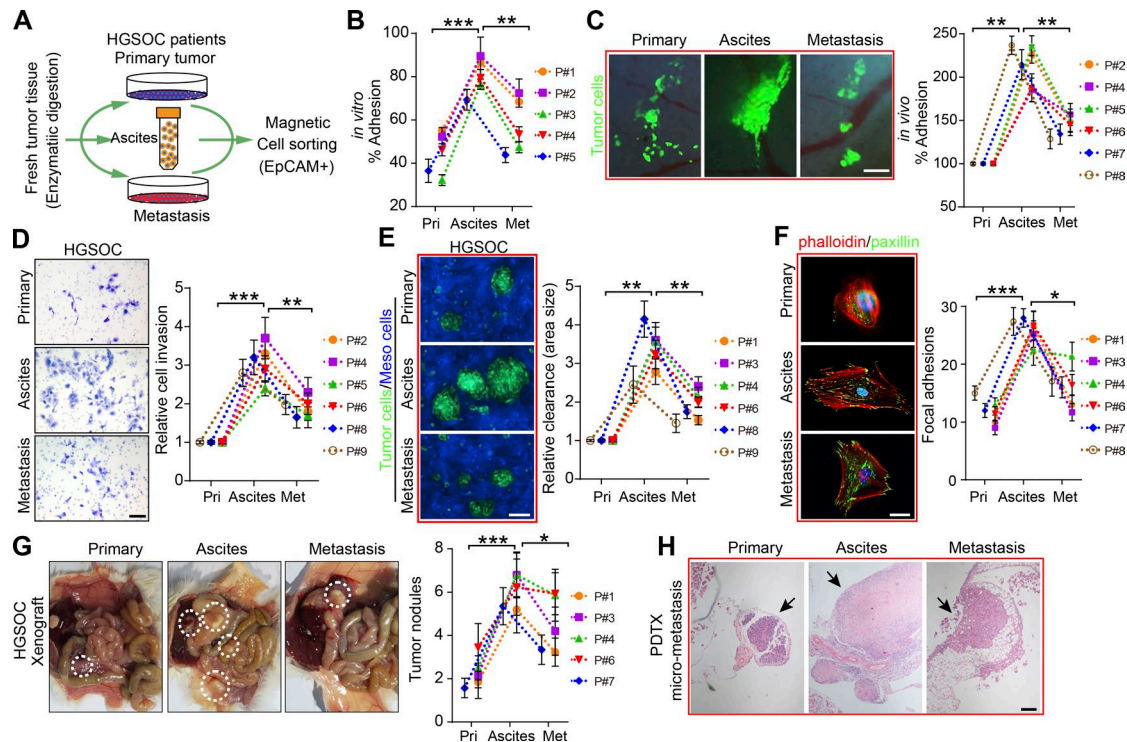 A
HGSOC patients
Primary tumor
Fresh tumor tissue
(Enzymatic digestion)
Ascites
Magnetic
Cell sorting
(EpCAM+)
Metastasis
B
in vitro
% Adhesion
100
80
60
40
20
***
**
Pri
Ascites
Met
P#1
P#2
P#3
P#4
P#5
C
Primary
Ascites
Metastasis
Tumor cells
in vivo
% Adhesion
250
200
150
100
50
**
**
Pri
Ascites
Met
P#2
P#4
P#5
P#6
P#7
P#8
D
HGSOC
Primary
Ascites
Metastasis
Relative cell invasion
5
4
3
2
1
0
***
**
Pri
Ascites
Met
P#2
P#4
P#5
P#6
P#8
P#9
E
HGSOC
Tumor cells/Meso cells
Primary
Ascites
Metastasis
Relative clearance (area size)
6
5
4
3
2
1
0
**
**
Pri
Ascites
Met
P#1
P#3
P#4
P#6
P#8
P#9
F
phalloidin/paxillin
Primary
Ascites
Metastasis
Focal adhesions
30
20
10
0
***
*
Pri
Ascites
Met
P#1
P#3
P#4
P#6
P#7
P#8
G
HGSOC
Xenograft
Primary
Ascites
Metastasis
Tumor nodules
8
6
4
2
0
***
*
Pri
Ascites
Met
P#1
P#3
P#4
P#6
P#7
H
PDTX
micro-metastasis
Primary
Ascites
Metastasis